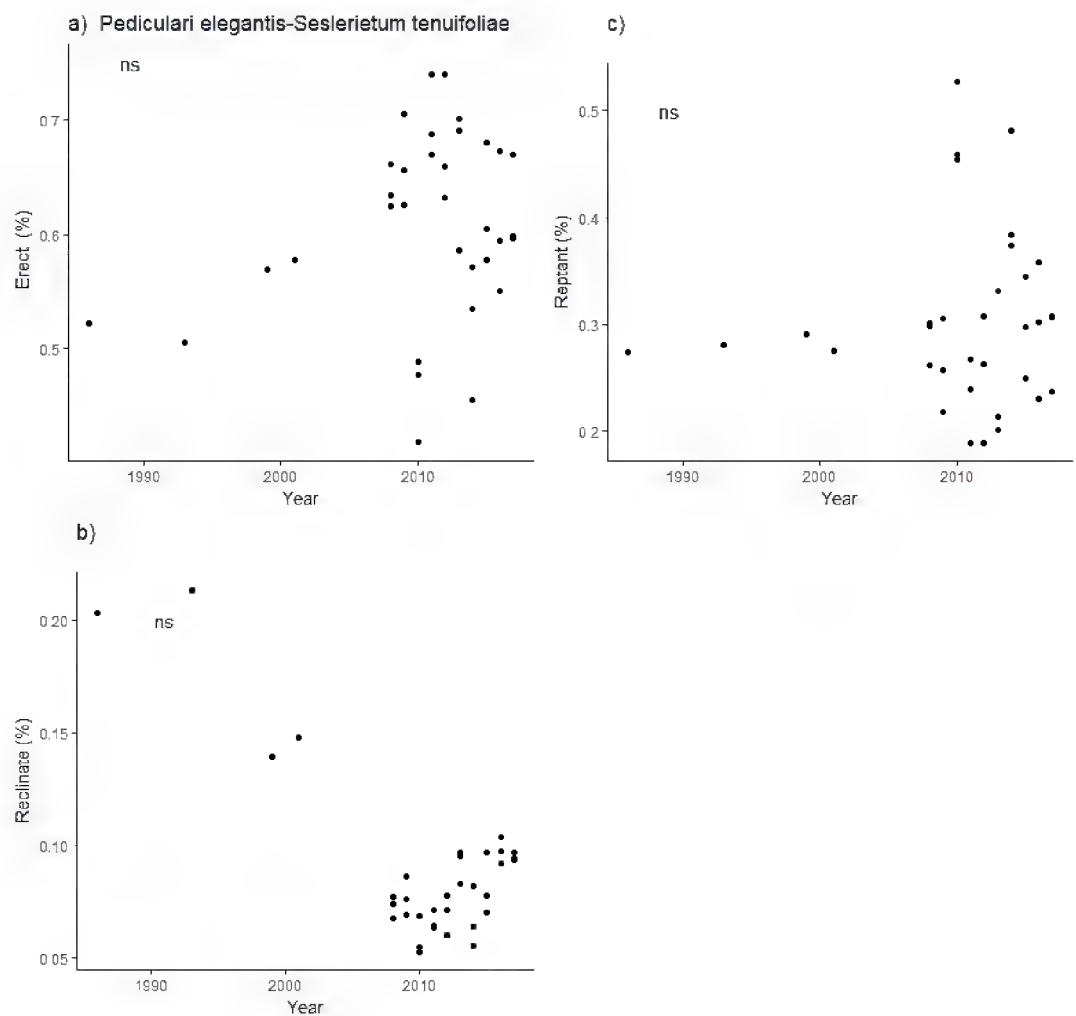 a) Pediculari elegantis-Seslerietum tenuifoliae
ns
Erect (%)
0.7
0.6
0.5
1990 2000 2010
Year
c)
ns
Reptant (%)
0.5
0.4
0.3
0.2
1990 2000 2010
Year
b)
ns
Reclinate (%)
0.20
0.15
0.10
0.05
1990 2000 2010
Year